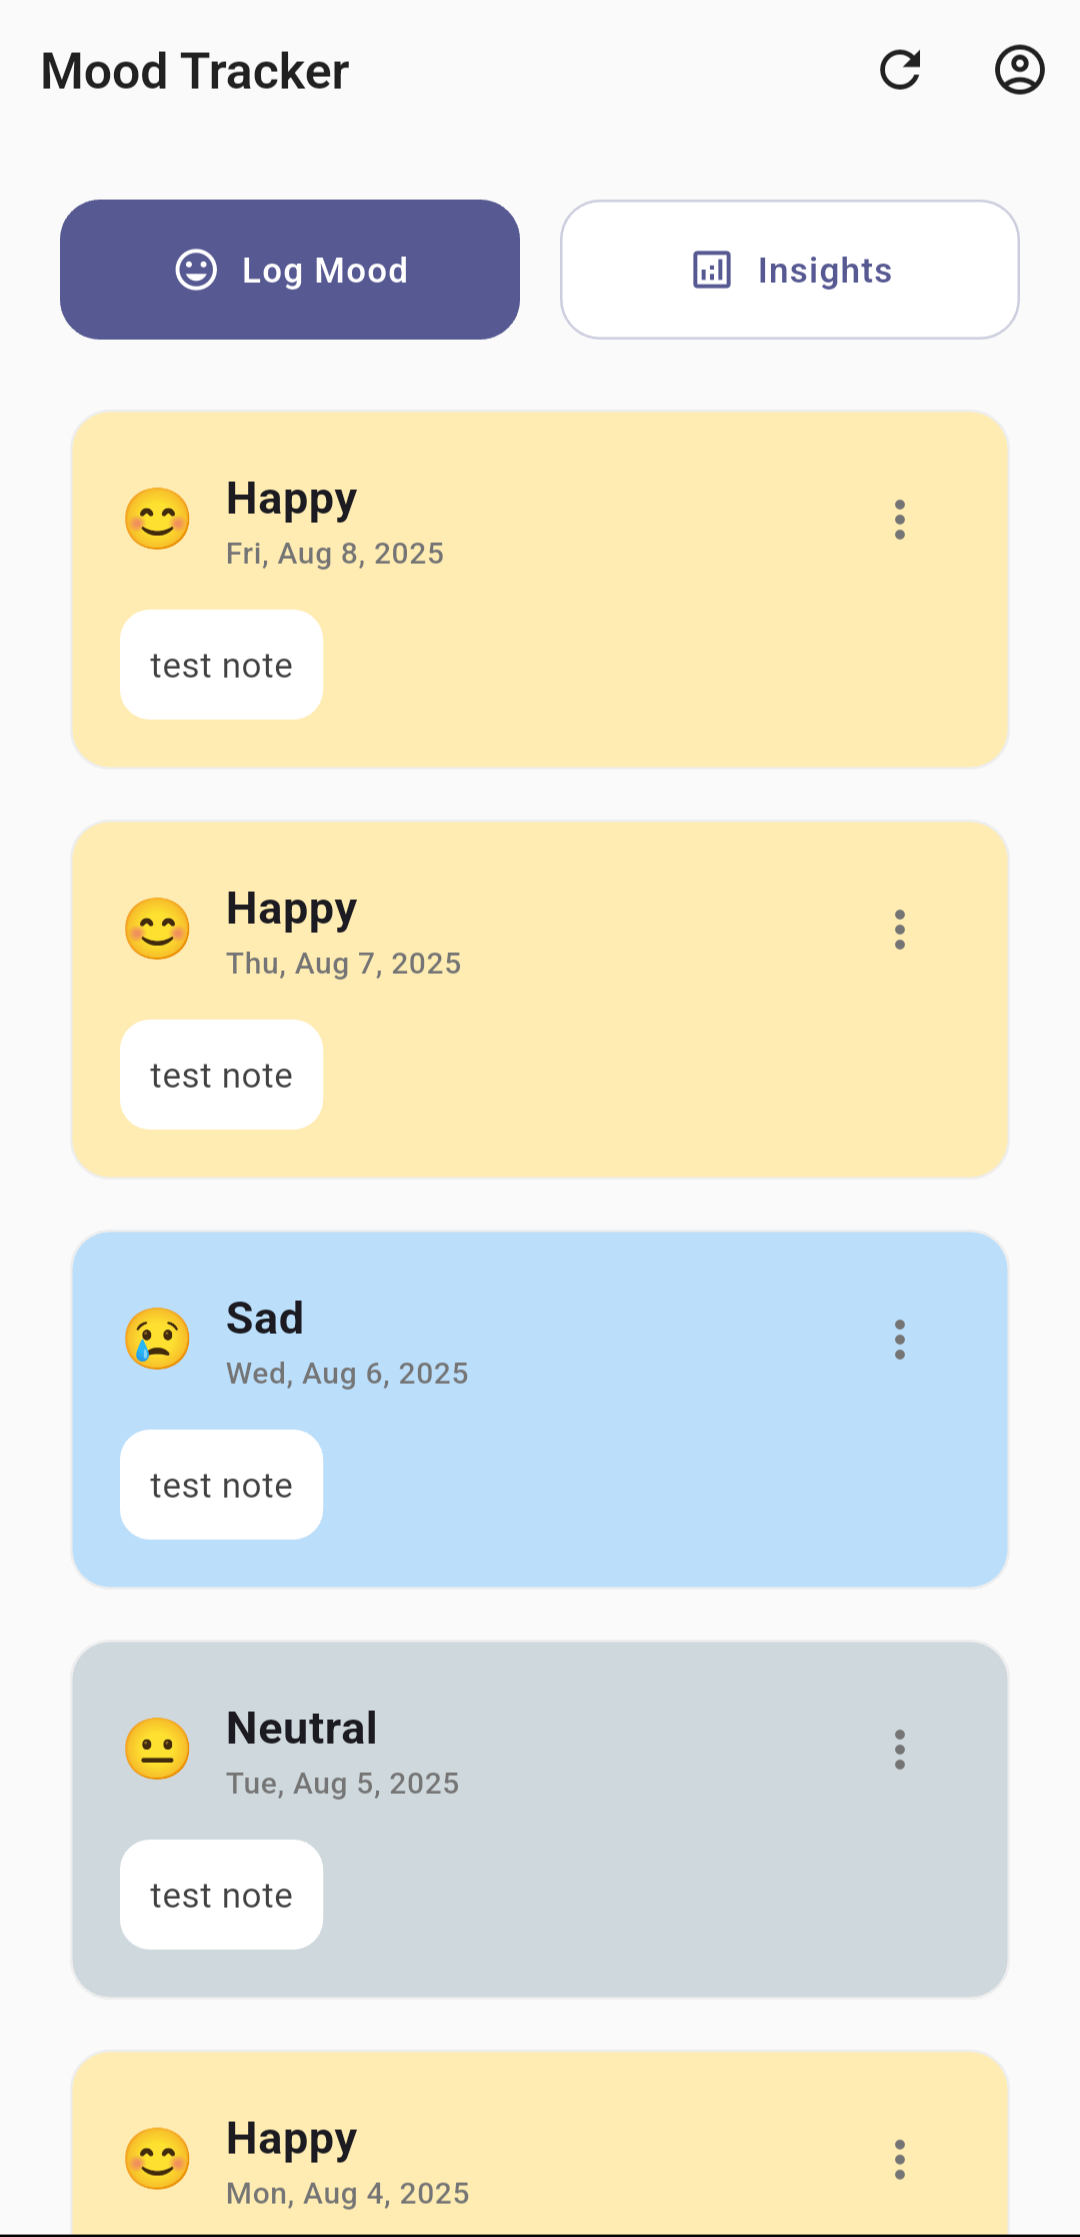 Mood Tracker
Log Mood
Insights
Happy
Fri, Aug 8, 2025
test note
Happy
Thu, Aug 7, 2025
test note
Sad
Wed, Aug 6, 2025
test note
Neutral
Tue, Aug 5, 2025
test note
Happy
Mon, Aug 4, 2025